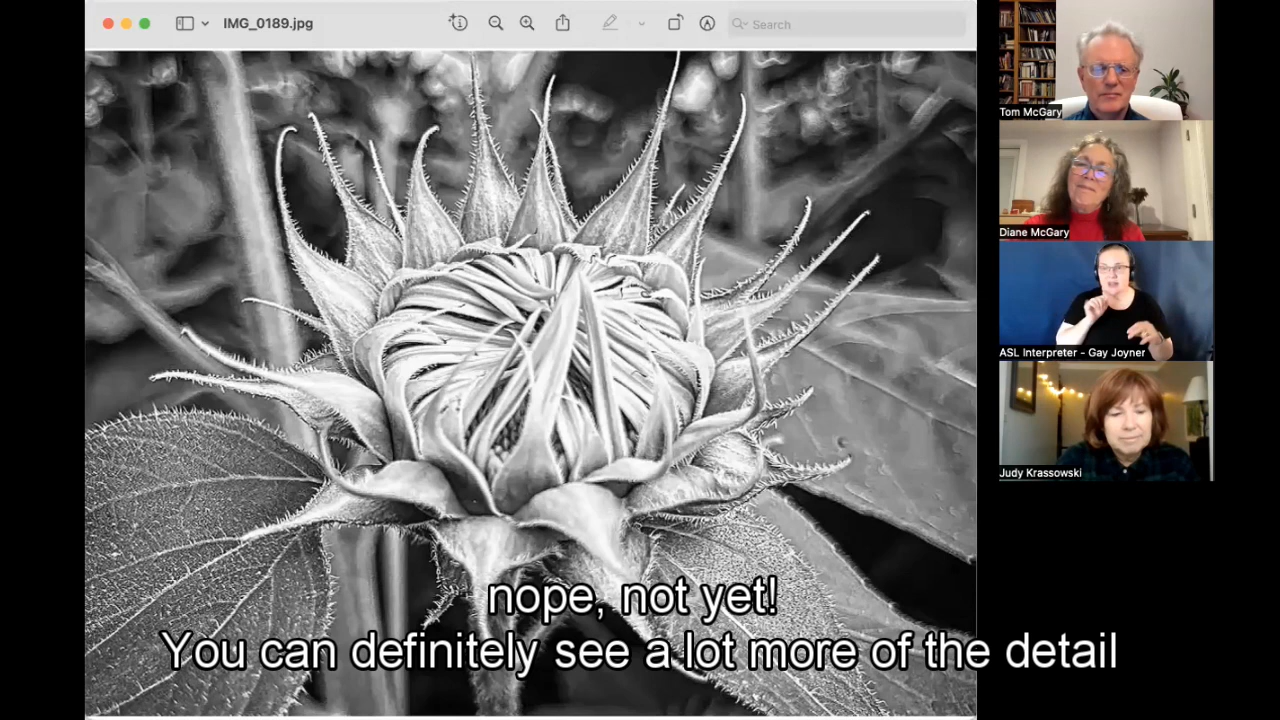 IMG_0189.jpg
Search
Tom McGary
Diane McGary
ASL Interpreter - Gay Joyner
Judy Krassowski
nope, not yet!
You can definitely see a lot more of the detail